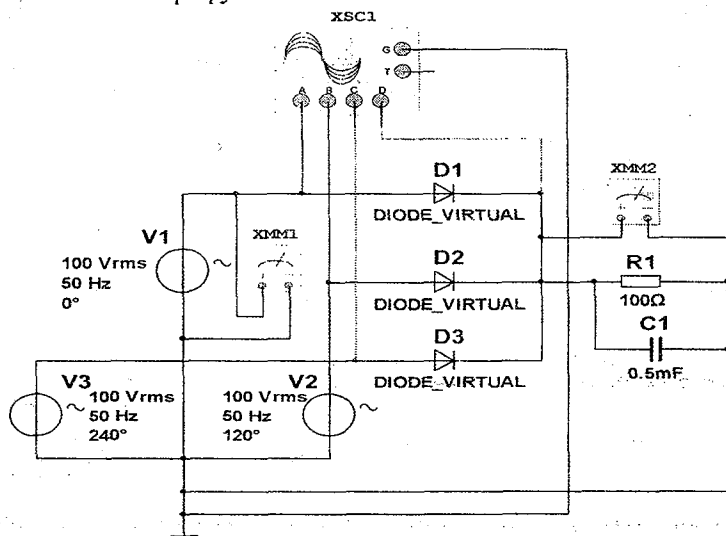 XSC1
G
T
A B C D
D1
DIODE_VIRTUAL
XMM2
V1
100 Vrms
50 Hz
0°
XMM1
D2
DIODE_VIRTUAL
R1
100Ω
C1
0.5mF
D3
DIODE_VIRTUAL
V3
100 Vrms
50 Hz
240°
V2
100 Vrms
50 Hz
120°